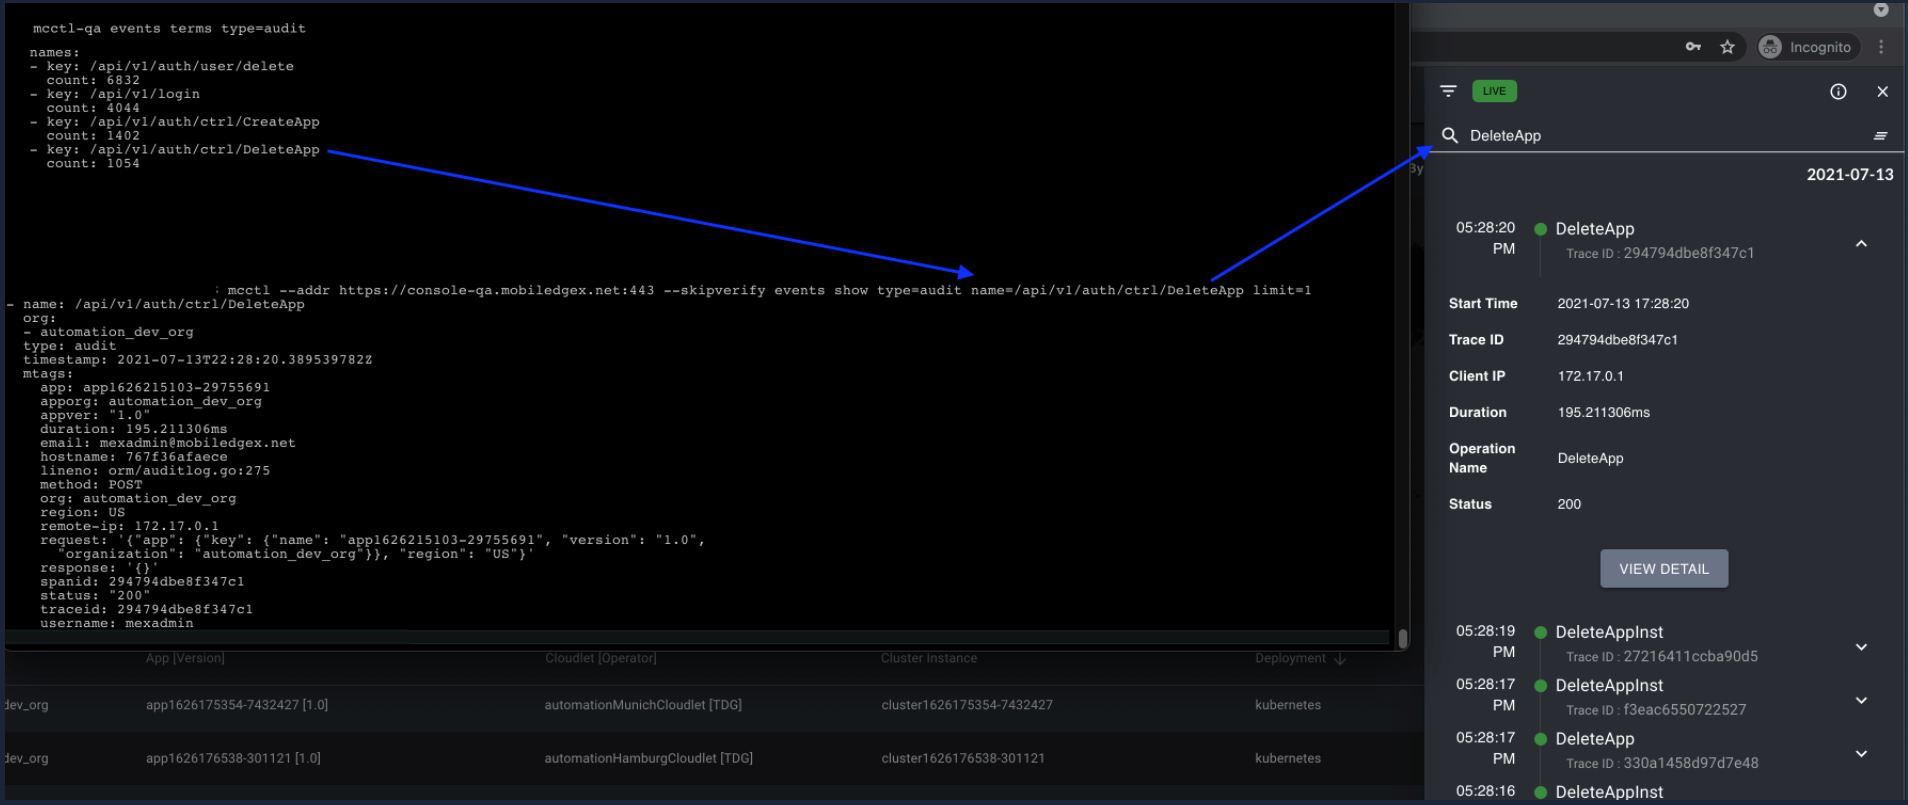 mcctl-qa events terms type=audit
names:
- key: /api/v1/auth/user/delete
count: 6832
- key: /api/v1/login
count: 4044
- key: /api/v1/auth/ctrl/CreateApp
count: 1402
- key: /api/v1/auth/ctrl/DeleteApp
count: 1054
: mcctl --addr https://console-qa.mobiledgex.net:443 --skipverify events show type=audit name=/api/v1/auth/ctrl/DeleteApp limit=1
- name: /api/v1/auth/ctrl/DeleteApp
org:
- automation_dev_org
type: audit
timestamp: 2021-07-13T22:28:20.389539782Z
mtags:
app: app1626215103-29755691
apporg: automation_dev_org
appver: "1.0"
duration: 195.211306ms
email: mexadmin@mobiledgex.net
hostname: 767f36afaece
lineno: orm/auditlog.go:275
method: POST
org: automation_dev_org
region: US
remote-ip: 172.17.0.1
request: '{"app": {"key": {"name": "app1626215103-29755691", "version": "1.0",
"organization": "automation_dev_org"}}, "region": "US"}'
response: '{}'
spanid: 294794dbe8f347c1
status: "200"
traceid: 294794dbe8f347c1
username: mexadmin
App [Version] Cloudlet [Operator] Cluster Instance Deployment
dev_org app1626175354-7432427 [1.0] automationMunichCloudlet [TDG] cluster1626175354-7432427 kubernetes
dev_org app1626176538-301121 [1.0] automationHamburgCloudlet [TDG] cluster1626176538-301121 kubernetes
Incognito
By
LIVE
DeleteApp
2021-07-13
05:28:20 PM DeleteApp
Trace ID : 294794dbe8f347c1
Start Time 2021-07-13 17:28:20
Trace ID 294794dbe8f347c1
Client IP 172.17.0.1
Duration 195.211306ms
Operation Name DeleteApp
Status 200
VIEW DETAIL
05:28:19 PM DeleteAppInst
Trace ID : 27216411ccba90d5
05:28:17 PM DeleteAppInst
Trace ID : f3eac6550722527
05:28:17 PM DeleteApp
Trace ID : 330a1458d97d7e48
05:28:16 DeleteAppInst